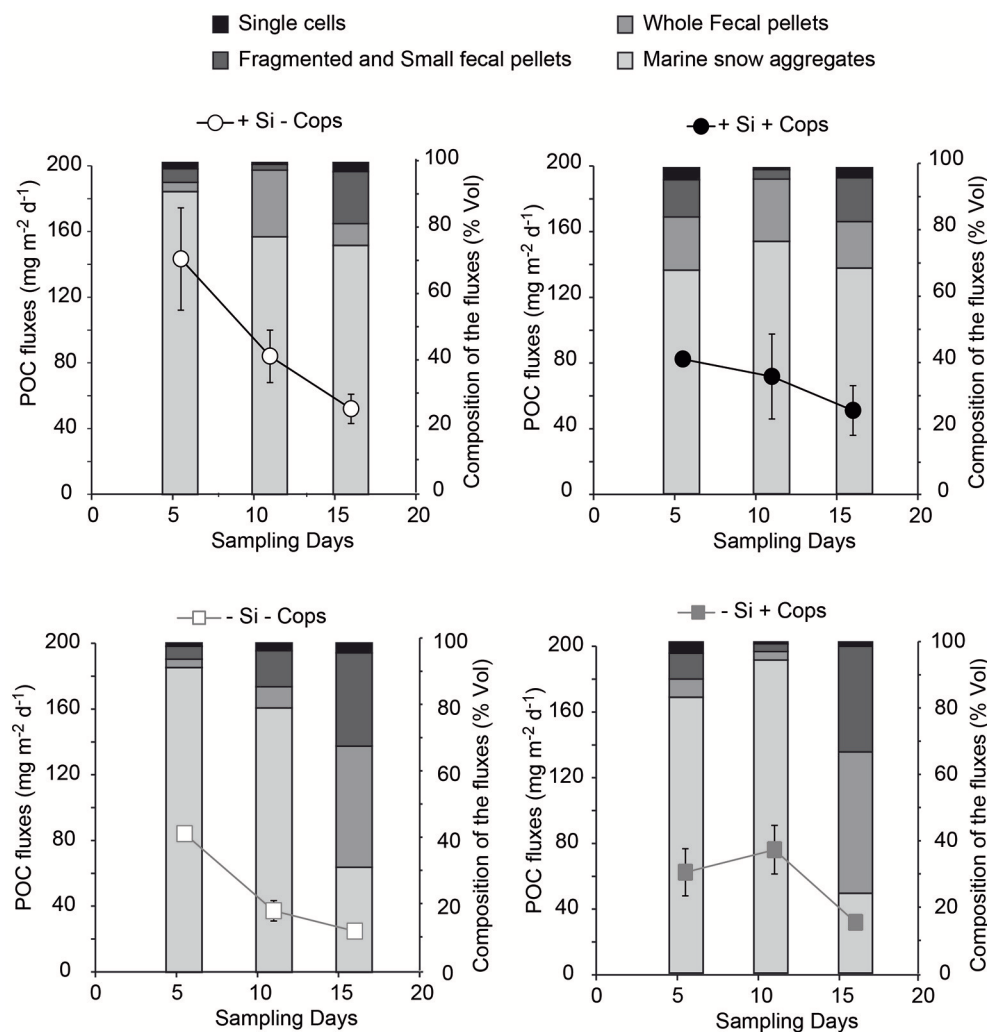 Single cells
Whole Fecal pellets
Fragmented and Small fecal pellets
Marine snow aggregates
+ Si - Cops
200
160
120
80
40
0
POC fluxes (mg m-2 d-1)
100
80
60
40
20
0
Composition of the fluxes (% Vol)
0 5 10 15 20
Sampling Days
+ Si + Cops
200
160
120
80
40
0
POC fluxes (mg m-2 d-1)
100
80
60
40
20
0
Composition of the fluxes (% Vol)
0 5 10 15 20
Sampling Days
- Si - Cops
200
160
120
80
40
0
POC fluxes (mg m-2 d-1)
100
80
60
40
20
0
Composition of the fluxes (% Vol)
0 5 10 15 20
Sampling Days
- Si + Cops
200
160
120
80
40
0
POC fluxes (mg m-2 d-1)
100
80
60
40
20
0
Composition of the fluxes (% Vol)
0 5 10 15 20
Sampling Days